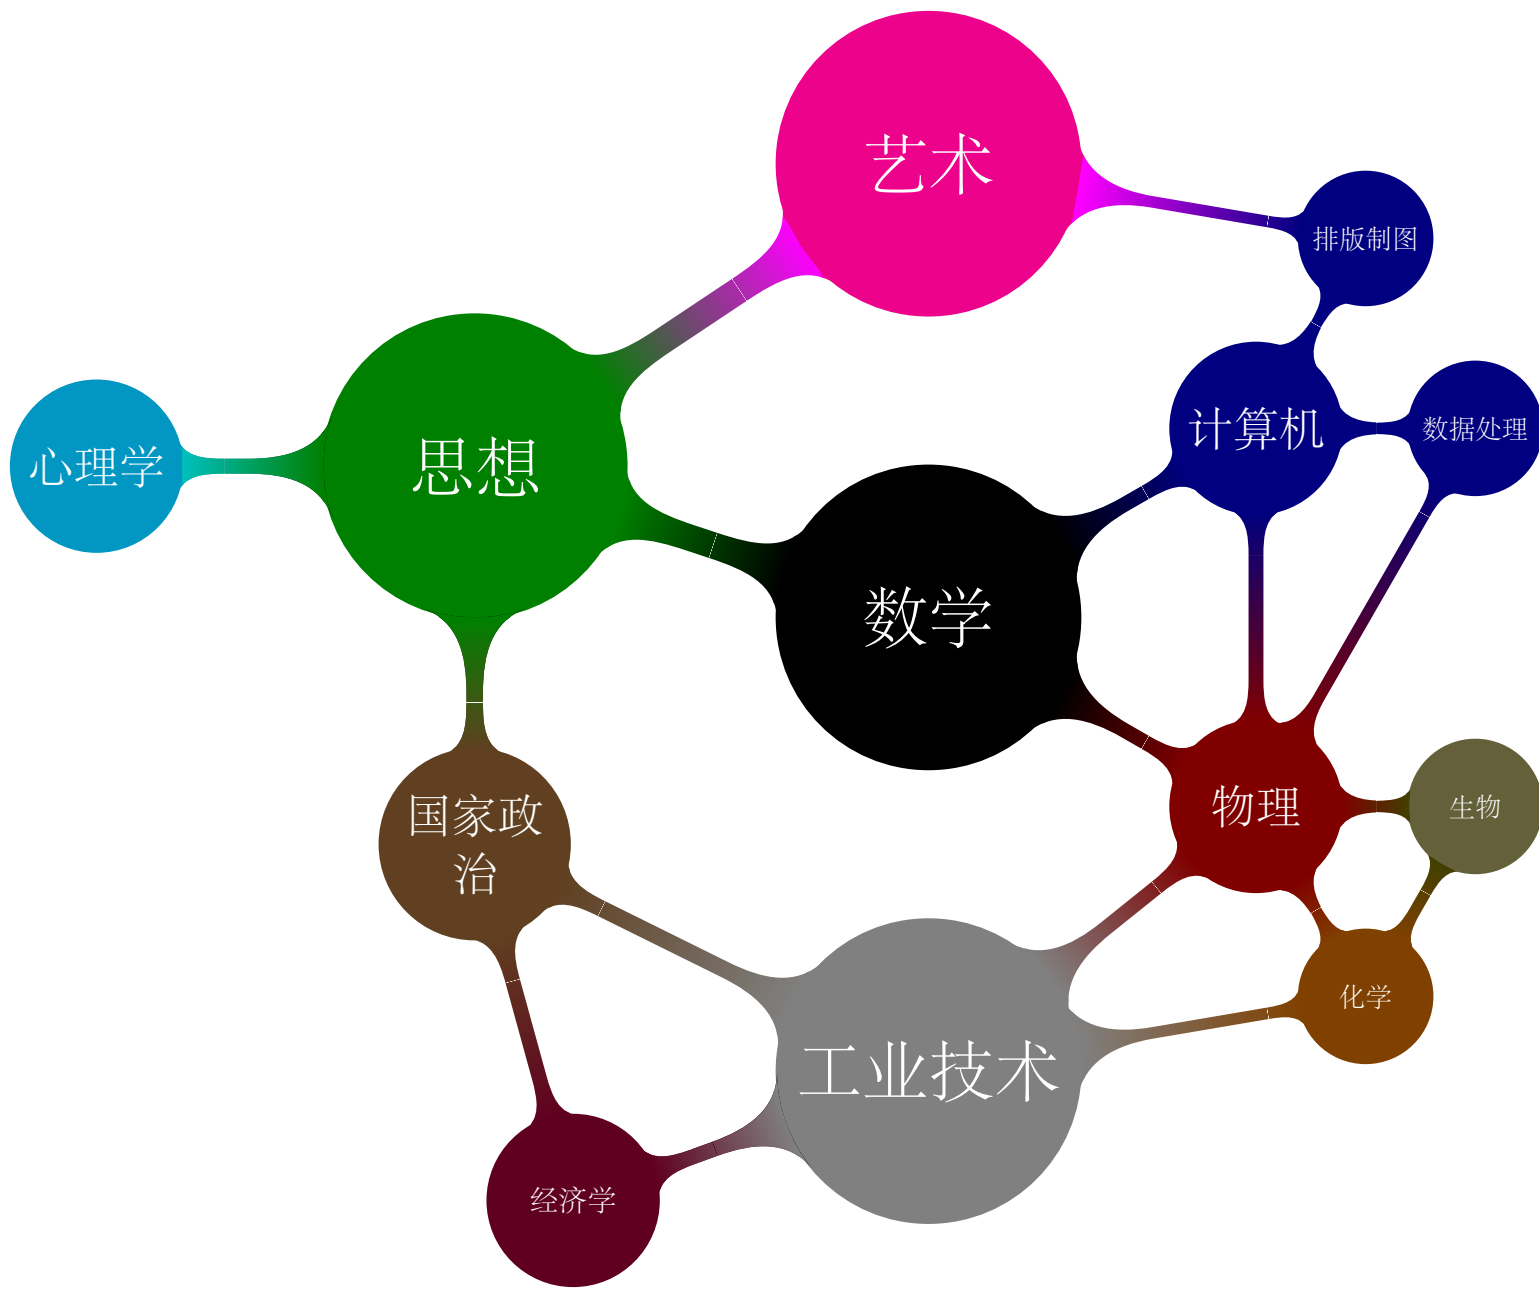 艺术
排版制图
计算机
数据处理
心理学
思想
数学
物理
生物
国家政
治
化学
工业技术
经济学